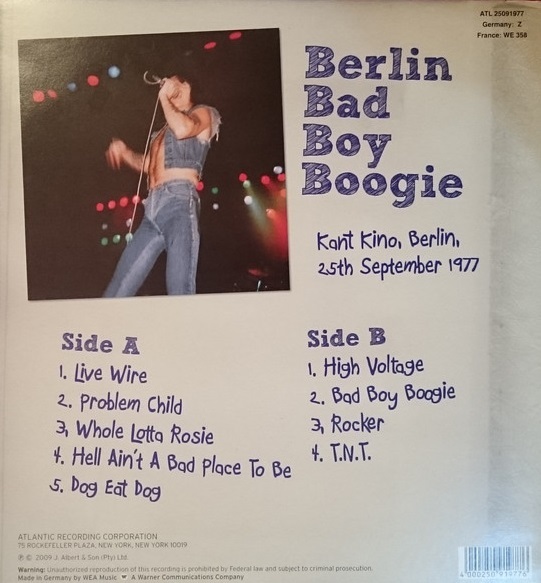 ATL 25091977
Germany: Z
France: WE 358
Berlin
Bad
Boy
Boogie
Kant Kino, Berlin,
25th September 1977
Side A
1. Live Wire
2. Problem Child
3, Whole Lotta Rosie
4. Hell Ain't A Bad Place To Be
5. Dog Eat Dog
Side B
1. High Voltage
2. Bad Boy Boogie
3, Rocker
4. T.N.T.
ATLANTIC RECORDING CORPORATION
75 ROCKEFELLER PLAZA, NEW YORK, NEW YORK 10019
℗ © 2009 J. Albert & Son (Pty) Ltd.
Warning: Unauthorized reproduction of this recording is prohibited by Federal law and subject to criminal prosecution.
Made in Germany by WEA Music A Warner Communications Company
4 000250 919776